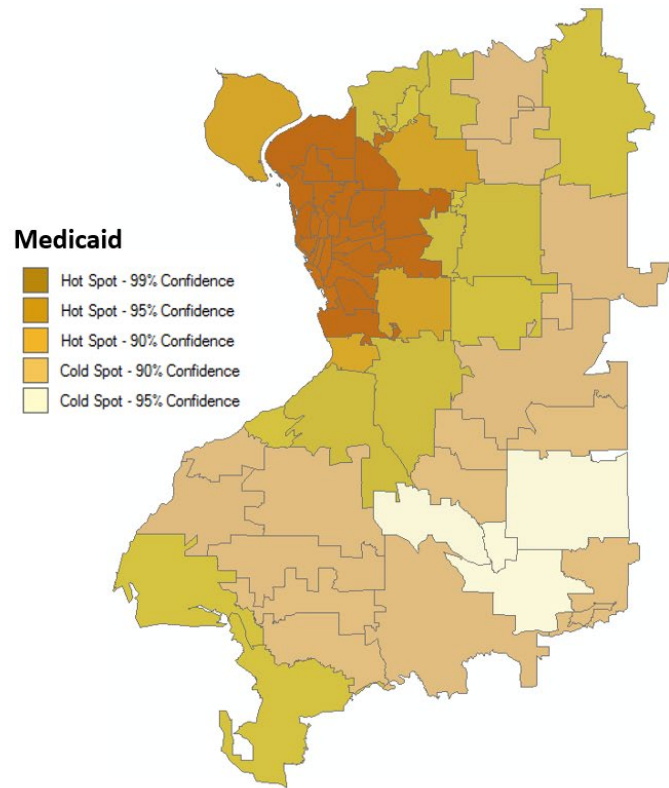 Medicaid
Hot Spot - 99% Confidence
Hot Spot - 95% Confidence
Hot Spot - 90% Confidence
Cold Spot - 90% Confidence
Cold Spot - 95% Confidence